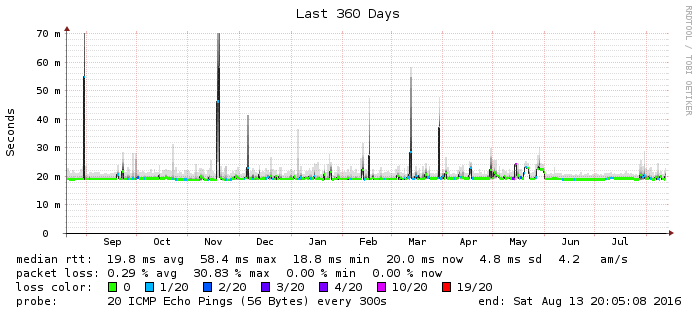 Last 360 Days
RRDTOOL / TOBI OETIKER
Seconds
70 m
60 m
50 m
40 m
30 m
20 m
10 m
0
Sep Oct Nov Dec Jan Feb Mar Apr May Jun Jul
median rtt: 19.8 ms avg 58.4 ms max 18.8 ms min 20.0 ms now 4.8 ms sd 4.2 am/s
packet loss: 0.29 % avg 30.83 % max 0.00 % min 0.00 % now
loss color: 0 1/20 2/20 3/20 4/20 10/20 19/20
probe: 20 ICMP Echo Pings (56 Bytes) every 300s end: Sat Aug 13 20:05:08 2016